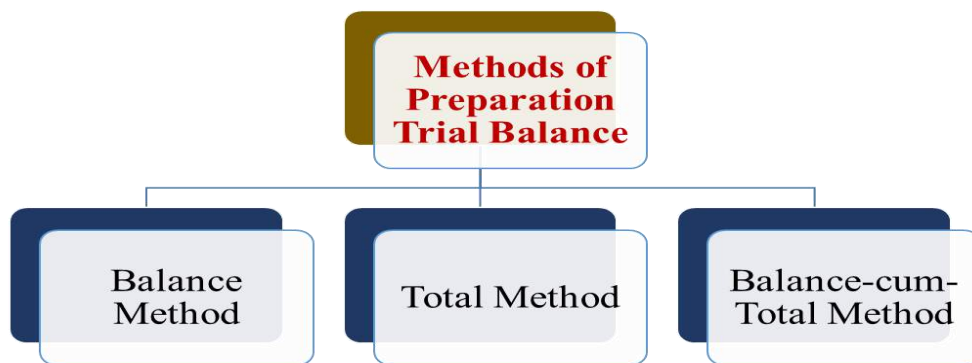 Methods of
Preparation
Trial Balance
Balance
Method
Total Method
Balance-cum-
Total Method